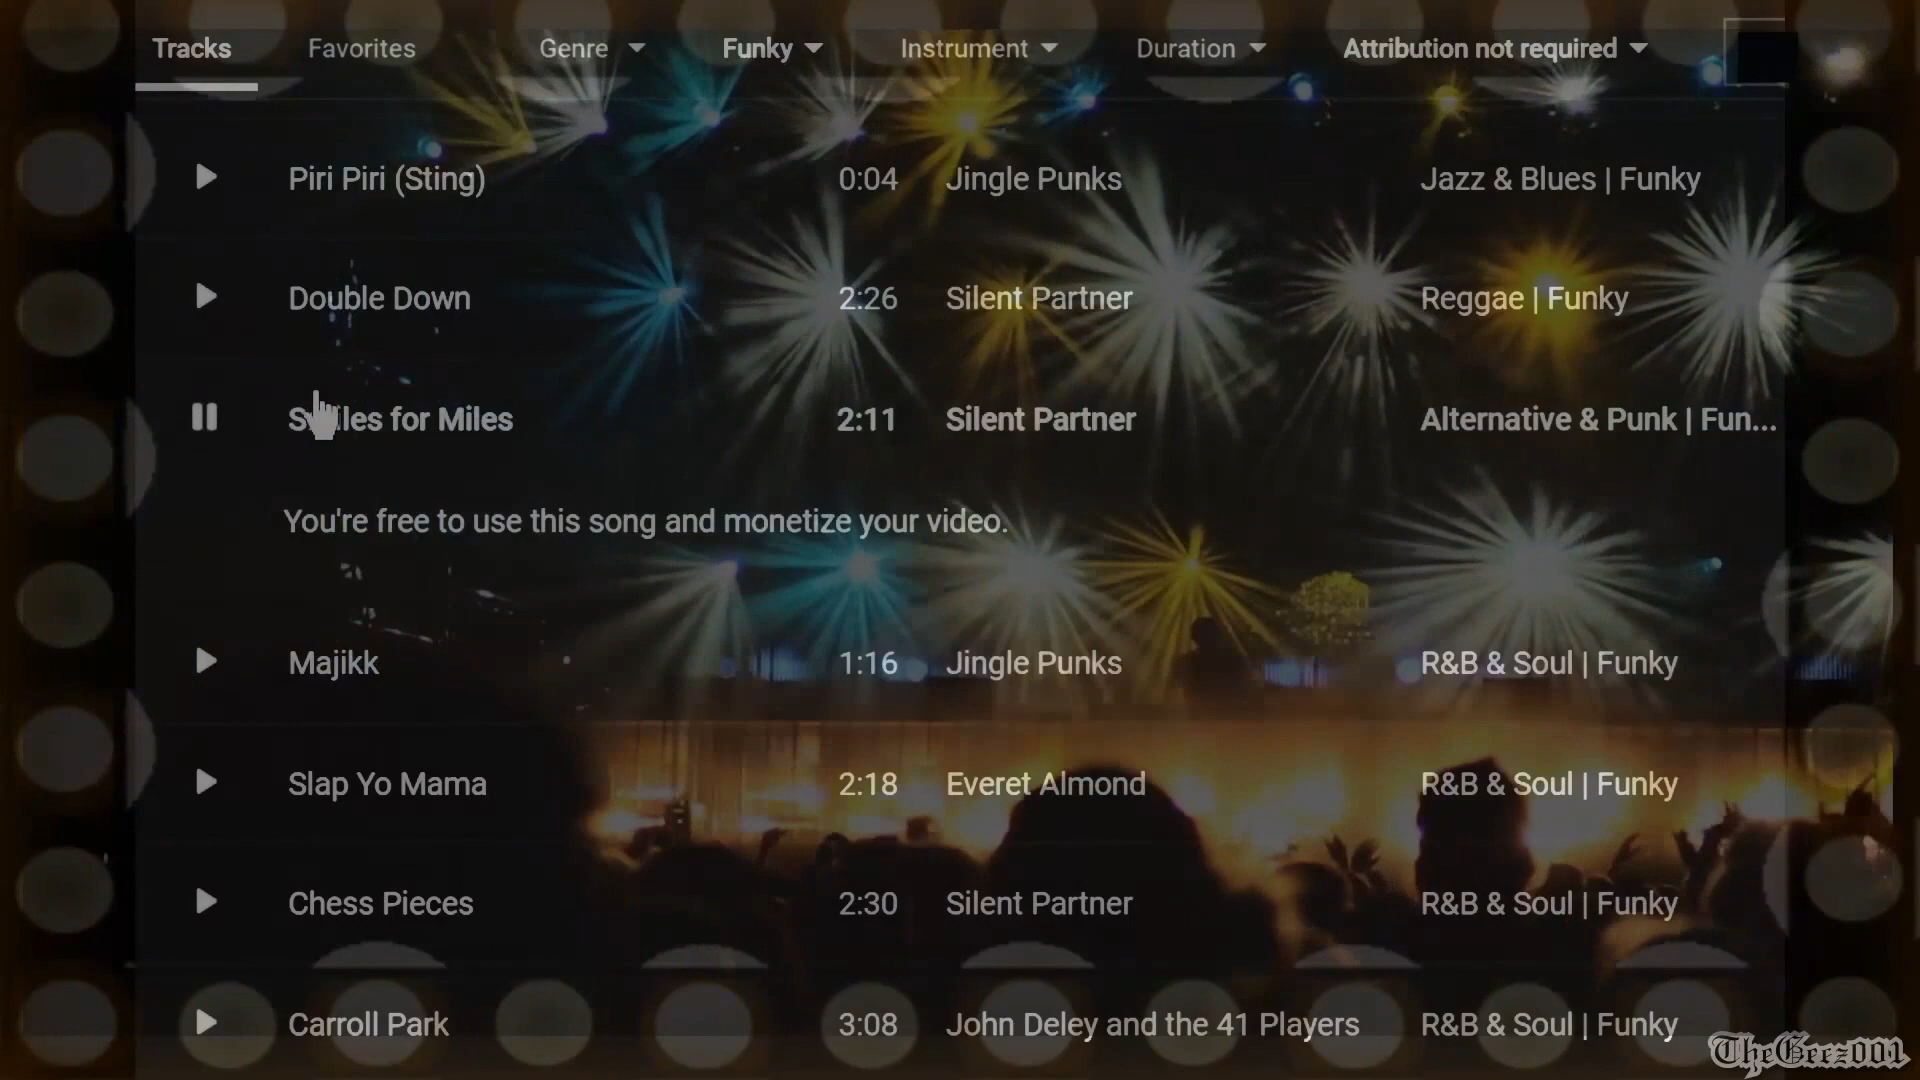 Tracks Favorites Genre Funky Instrument Duration Attribution not required
Piri Piri (Sting) 0:04 Jingle Punks Jazz & Blues | Funky
Double Down 2:26 Silent Partner Reggae | Funky
Smiles for Miles 2:11 Silent Partner Alternative & Punk | Fun...
You're free to use this song and monetize your video.
Majikk 1:16 Jingle Punks R&B & Soul | Funky
Slap Yo Mama 2:18 Everet Almond R&B & Soul | Funky
Chess Pieces 2:30 Silent Partner R&B & Soul | Funky
Carroll Park 3:08 John Deley and the 41 Players R&B & Soul | Funky
TheGeez001